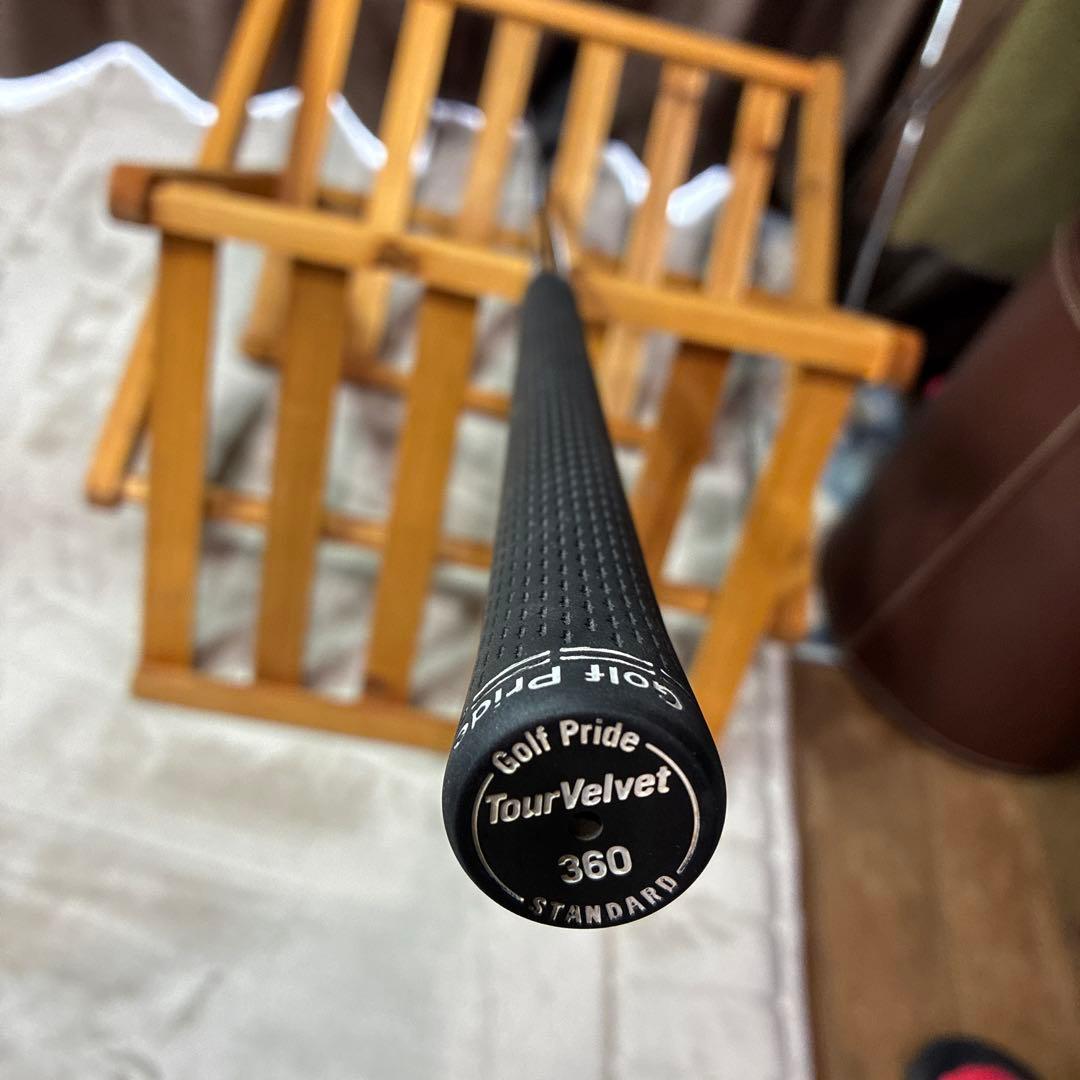 Golf Pride
Golf Pride
TourVelvet
360
STANDARD